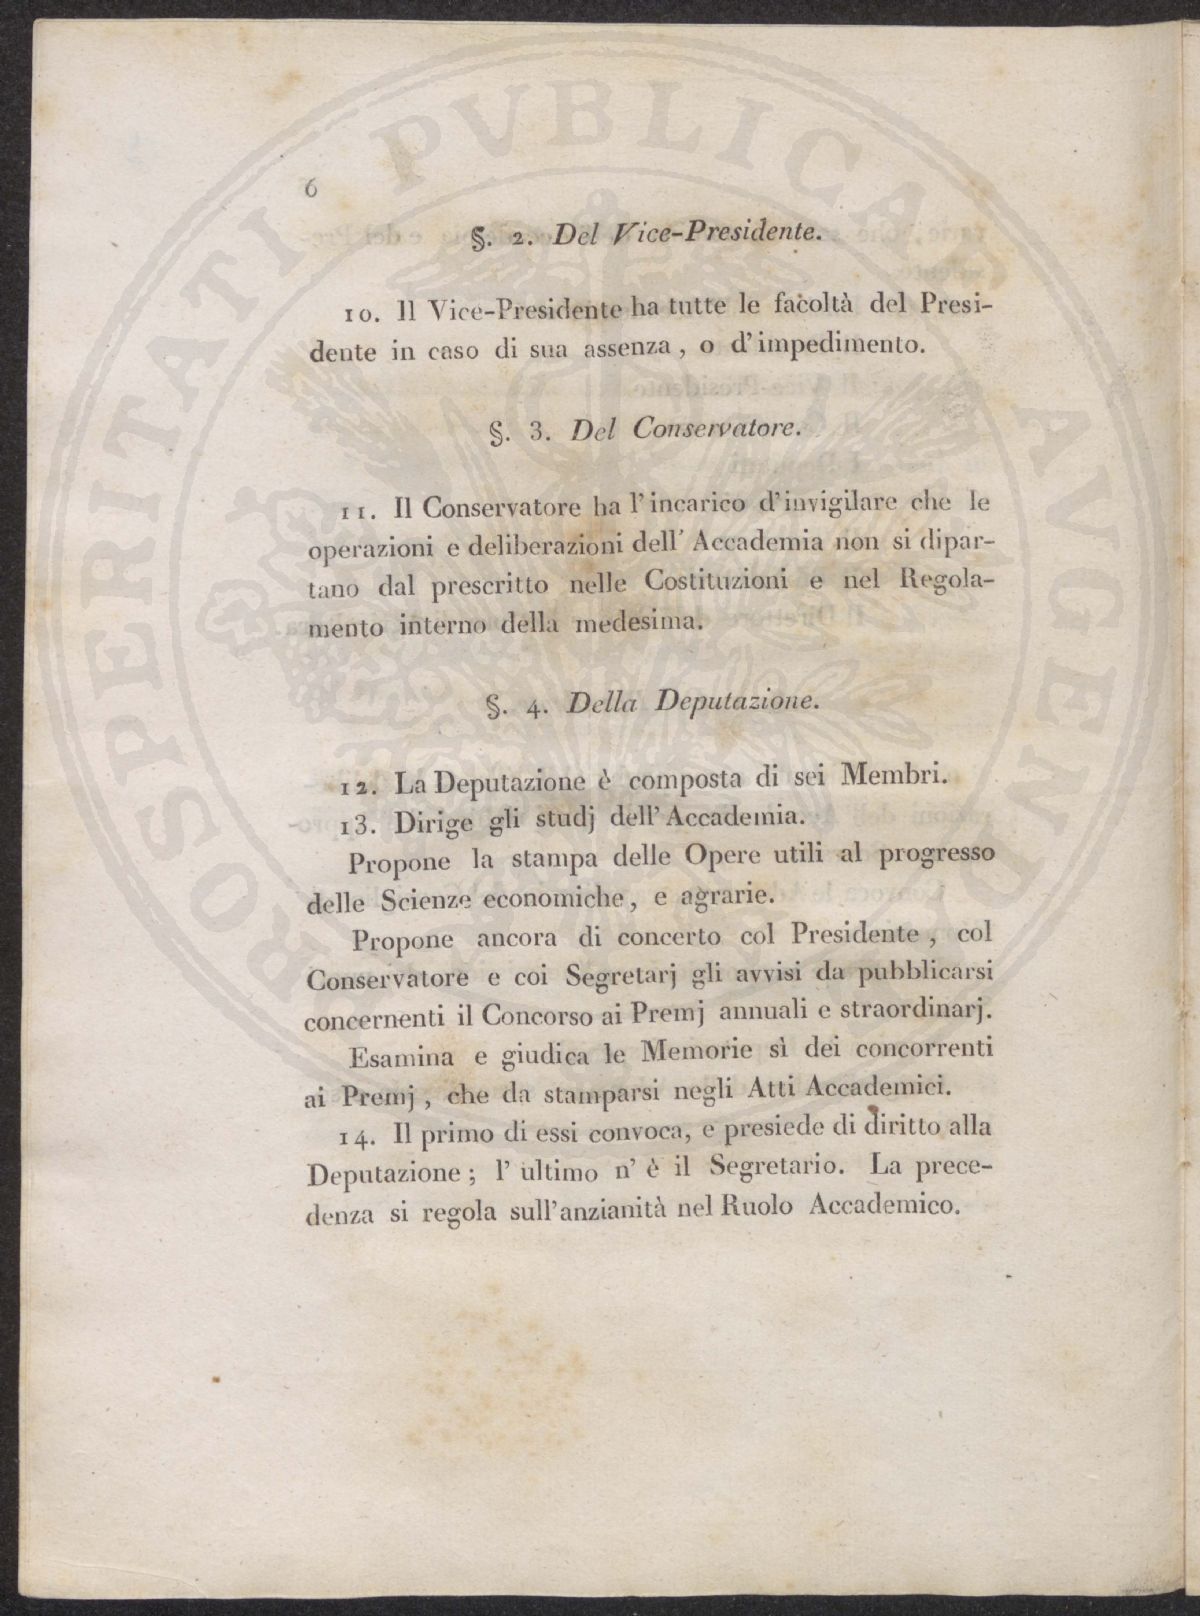 PROSPERITATI PVBLICAE AVGENDAE
6
§. 2. Del Vice-Presidente.
10. Il Vice-Presidente ha tutte le facoltà del Presi-
dente in caso di sua assenza, o d'impedimento.
§. 3. Del Conservatore.
11. Il Conservatore ha l'incarico d'invigilare che le
operazioni e deliberazioni dell' Accademia non si dipar-
tano dal prescritto nelle Costituzioni e nel Regola-
mento interno della medesima.
§. 4. Della Deputazione.
12. La Deputazione è composta di sei Membri.
13. Dirige gli studj dell'Accademia.
Propone la stampa delle Opere utili al progresso
delle Scienze economiche, e agrarie.
Propone ancora di concerto col Presidente, col
Conservatore e coi Segretarj gli avvisi da pubblicarsi
concernenti il Concorso ai Premj annuali e straordinarj.
Esamina e giudica le Memorie sì dei concorrenti
ai Premj, che da stamparsi negli Atti Accademici.
14. Il primo di essi convoca, e presiede di diritto alla
Deputazione; l' ultimo n' è il Segretario. La prece-
denza si regola sull'anzianità nel Ruolo Accademico.